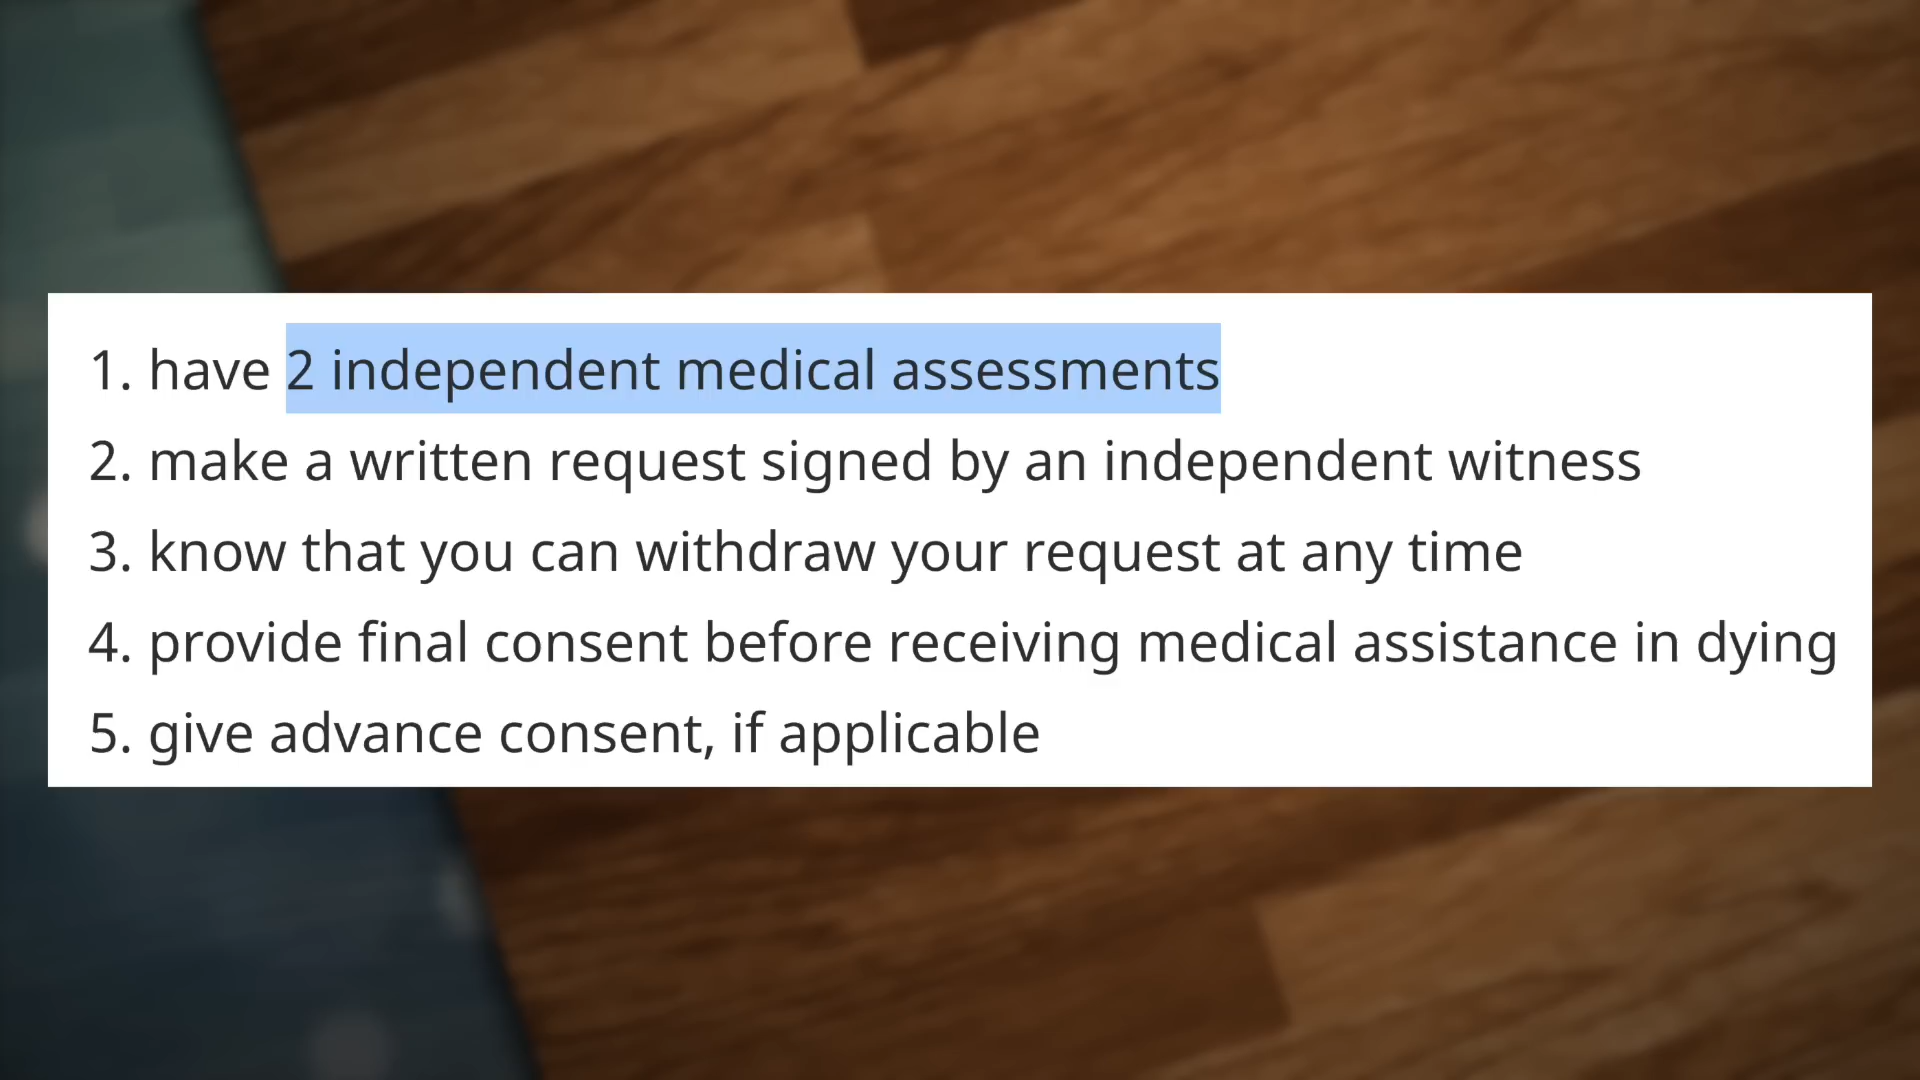 1. have 2 independent medical assessments
2. make a written request signed by an independent witness
3. know that you can withdraw your request at any time
4. provide final consent before receiving medical assistance in dying
5. give advance consent, if applicable